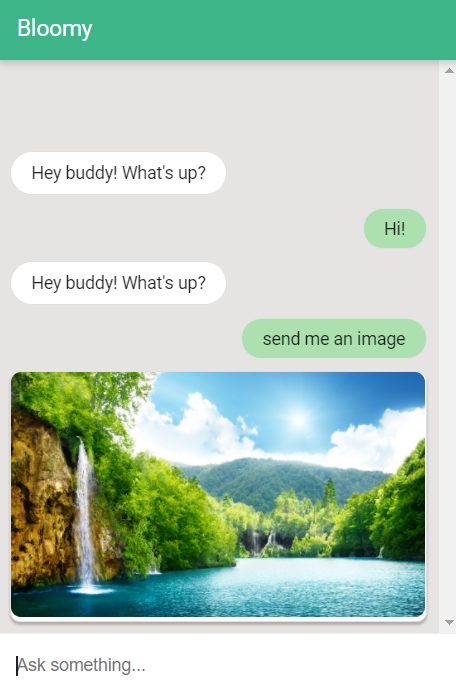 Bloomy
Hey buddy! What's up?
Hi!
Hey buddy! What's up?
send me an image
Ask something...